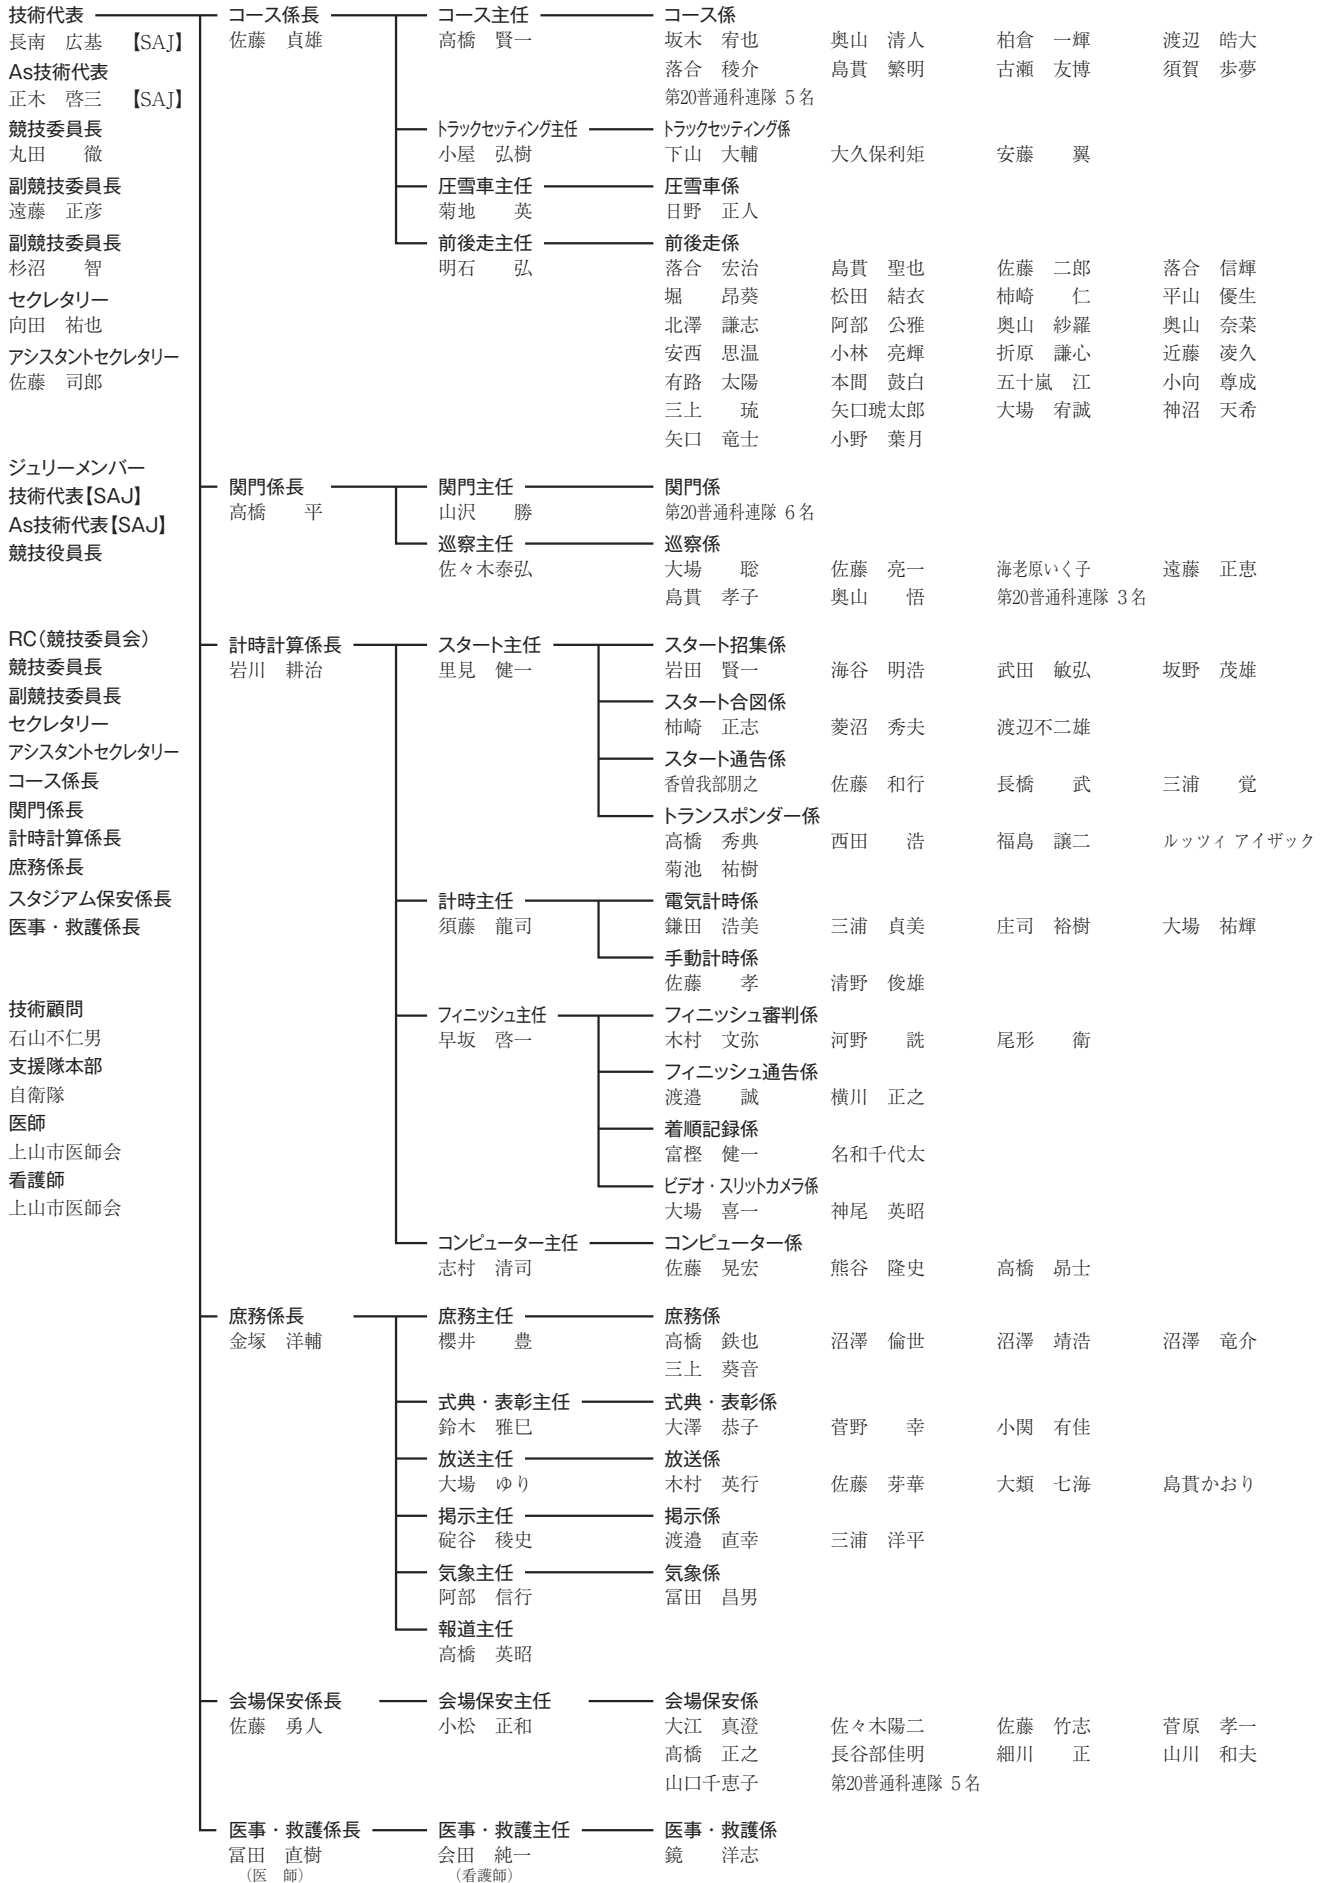 技術代表
長南　広基　【SAJ】
As技術代表
正木　啓三　【SAJ】
競技委員長
丸田　　徹
副競技委員長
遠藤　正彦
副競技委員長
杉沼　　智
セクレタリー
向田　祐也
アシスタントセクレタリー
佐藤　司郎
ジュリーメンバー
技術代表【SAJ】
As技術代表【SAJ】
競技役員長
RC（競技委員会）
競技委員長
副競技委員長
セクレタリー
アシスタントセクレタリー
コース係長
関門係長
計時計算係長
庶務係長
スタジアム保安係長
医事・救護係長
技術顧問
石山不仁男
支援隊本部
自衛隊
医師
上山市医師会
看護師
上山市医師会
コース係長　コース主任　コース係
佐藤　貞雄　高橋　賢一　坂木　宥也　奥山　清人　柏倉　一輝　渡辺　皓大
落合　稜介　島貫　繁明　古瀬　友博　須賀　歩夢
第20普通科連隊 5名
トラックセッティング主任　トラックセッティング係
小屋　弘樹　下山　大輔　大久保利矩　安藤　　翼
圧雪車主任　圧雪車係
菊地　　英　日野　正人
前後走主任　前後走係
明石　　弘　落合　宏治　島貫　聖也　佐藤　二郎　落合　信輝
堀　　昂葵　松田　結衣　柿崎　　仁　平山　優生
北澤　謙志　阿部　公雅　奥山　紗羅　奥山　奈菜
安西　思温　小林　亮輝　折原　謙心　近藤　凌久
有路　太陽　本間　鼓白　五十嵐　江　小向　尊成
三上　　琉　矢口琥太郎　大場　宥誠　神沼　天希
矢口　竜士　小野　葉月
関門係長　関門主任　関門係
高橋　　平　山沢　　勝　第20普通科連隊 6名
巡察主任　巡察係
佐々木泰弘　大場　　聡　佐藤　亮一　海老原いく子　遠藤　正恵
島貫　孝子　奥山　　悟　第20普通科連隊 3名
計時計算係長　スタート主任　スタート招集係
岩川　耕治　里見　健一　岩田　賢一　海谷　明浩　武田　敏弘　坂野　茂雄
スタート合図係
柿崎　正志　菱沼　秀夫　渡辺不二雄
スタート通告係
香曽我部朋之　佐藤　和行　長橋　　武　三浦　　覚
トランスポンダー係
高橋　秀典　西田　　浩　福島　譲二　ルッツィ アイザック
菊池　祐樹
計時主任　電気計時係
須藤　龍司　鎌田　浩美　三浦　貞美　庄司　裕樹　大場　祐輝
手動計時係
佐藤　　孝　清野　俊雄
フィニッシュ主任　フィニッシュ審判係
早坂　啓一　木村　文弥　河野　　誂　尾形　　衛
フィニッシュ通告係
渡邉　　誠　横川　正之
着順記録係
富樫　健一　名和千代太
ビデオ・スリットカメラ係
大場　喜一　神尾　英昭
コンピューター主任　コンピューター係
志村　清司　佐藤　晃宏　熊谷　隆史　高橋　昴士
庶務係長　庶務主任　庶務係
金塚　洋輔　櫻井　　豊　高橋　鉄也　沼澤　倫世　沼澤　靖浩　沼澤　竜介
三上　葵音
式典・表彰主任　式典・表彰係
鈴木　雅巳　大澤　恭子　菅野　　幸　小関　有佳
放送主任　放送係
大場　ゆり　木村　英行　佐藤　芽華　大類　七海　島貫かおり
掲示主任　掲示係
碇谷　稜史　渡邉　直幸　三浦　洋平
気象主任　気象係
阿部　信行　冨田　昌男
報道主任
高橋　英昭
会場保安係長　会場保安主任　会場保安係
佐藤　勇人　小松　正和　大江　真澄　佐々木陽二　佐藤　竹志　菅原　孝一
髙橋　正之　長谷部佳明　細川　　正　山川　和夫
山口千恵子　第20普通科連隊 5名
医事・救護係長　医事・救護主任　医事・救護係
冨田　直樹　会田　純一　鏡　　洋志
（医　師）　（看護師）